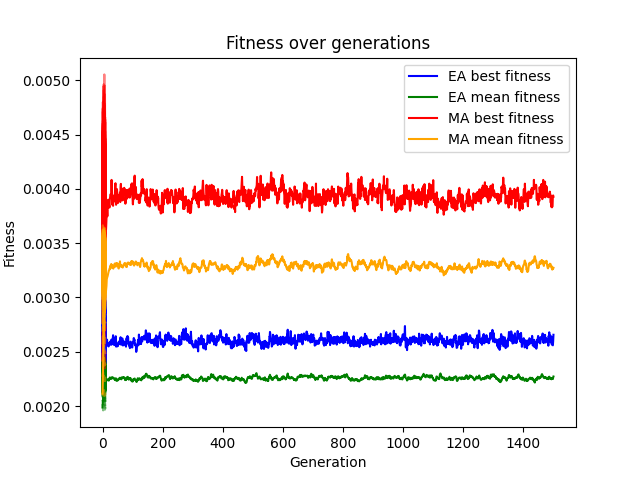 Fitness over generations
EA best fitness
EA mean fitness
MA best fitness
MA mean fitness
Fitness
0.0050
0.0045
0.0040
0.0035
0.0030
0.0025
0.0020
0 200 400 600 800 1000 1200 1400
Generation